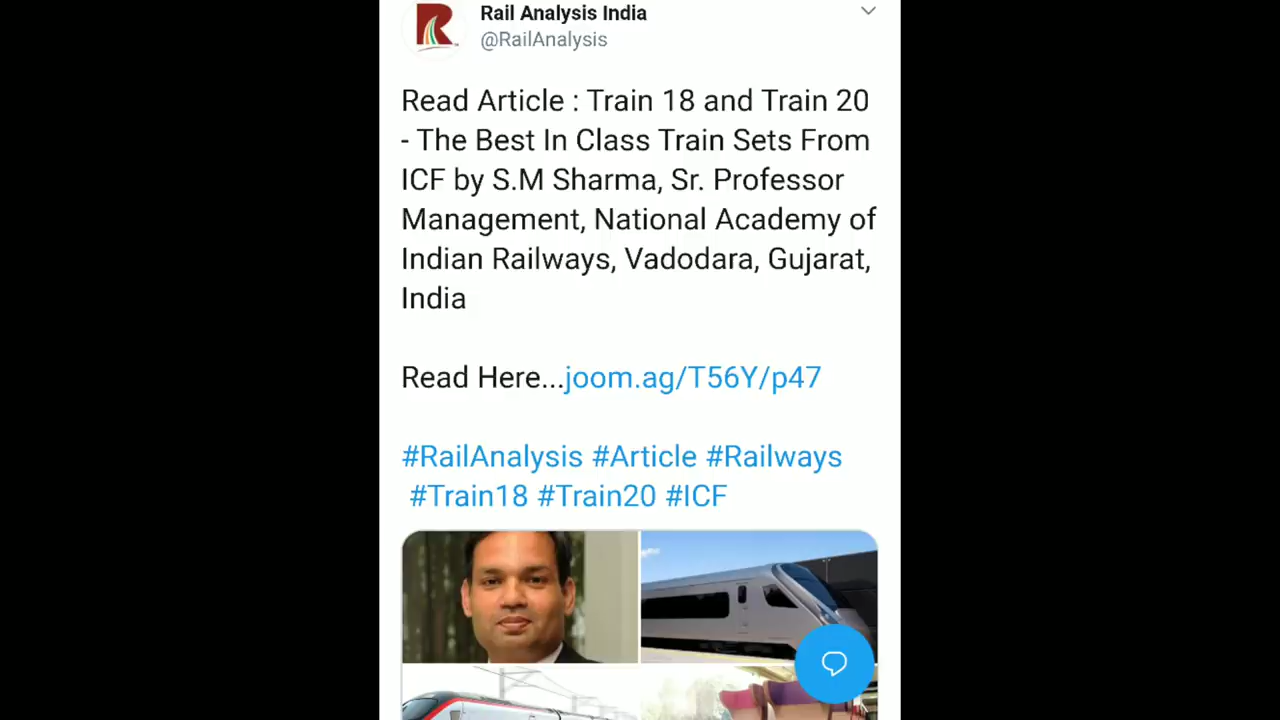 Rail Analysis India
@RailAnalysis
Read Article : Train 18 and Train 20
- The Best In Class Train Sets From
ICF by S.M Sharma, Sr. Professor
Management, National Academy of
Indian Railways, Vadodara, Gujarat,
India
Read Here...joom.ag/T56Y/p47
#RailAnalysis #Article #Railways
#Train18 #Train20 #ICF